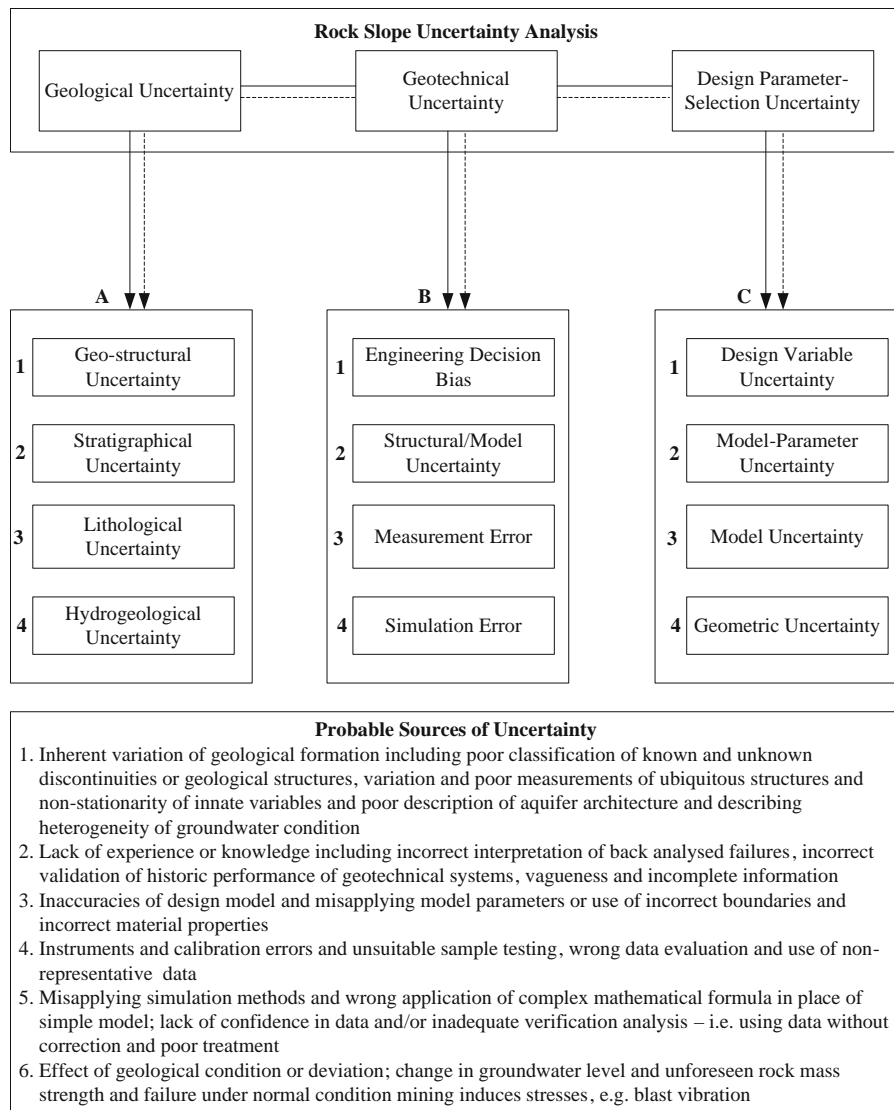 Rock Slope Uncertainty Analysis
Geological Uncertainty
Geotechnical
Uncertainty
Design Parameter-
Selection Uncertainty
A
B
C
1
Geo-structural
Uncertainty
2
Stratigraphical
Uncertainty
3
Lithological
Uncertainty
4
Hydrogeological
Uncertainty
1
Engineering Decision
Bias
2
Structural/Model
Uncertainty
3
Measurement Error
4
Simulation Error
1
Design Variable
Uncertainty
2
Model-Parameter
Uncertainty
3
Model Uncertainty
4
Geometric Uncertainty
Probable Sources of Uncertainty
1. Inherent variation of geological formation including poor classification of known and unknown
discontinuities or geological structures, variation and poor measurements of ubiquitous structures and
non-stationarity of innate variables and poor description of aquifer architecture and describing
heterogeneity of groundwater condition
2. Lack of experience or knowledge including incorrect interpretation of back analysed failures, incorrect
validation of historic performance of geotechnical systems, vagueness and incomplete information
3. Inaccuracies of design model and misapplying model parameters or use of incorrect boundaries and
incorrect material properties
4. Instruments and calibration errors and unsuitable sample testing, wrong data evaluation and use of non-
representative data
5. Misapplying simulation methods and wrong application of complex mathematical formula in place of
simple model; lack of confidence in data and/or inadequate verification analysis – i.e. using data without
correction and poor treatment
6. Effect of geological condition or deviation; change in groundwater level and unforeseen rock mass
strength and failure under normal condition mining induces stresses, e.g. blast vibration